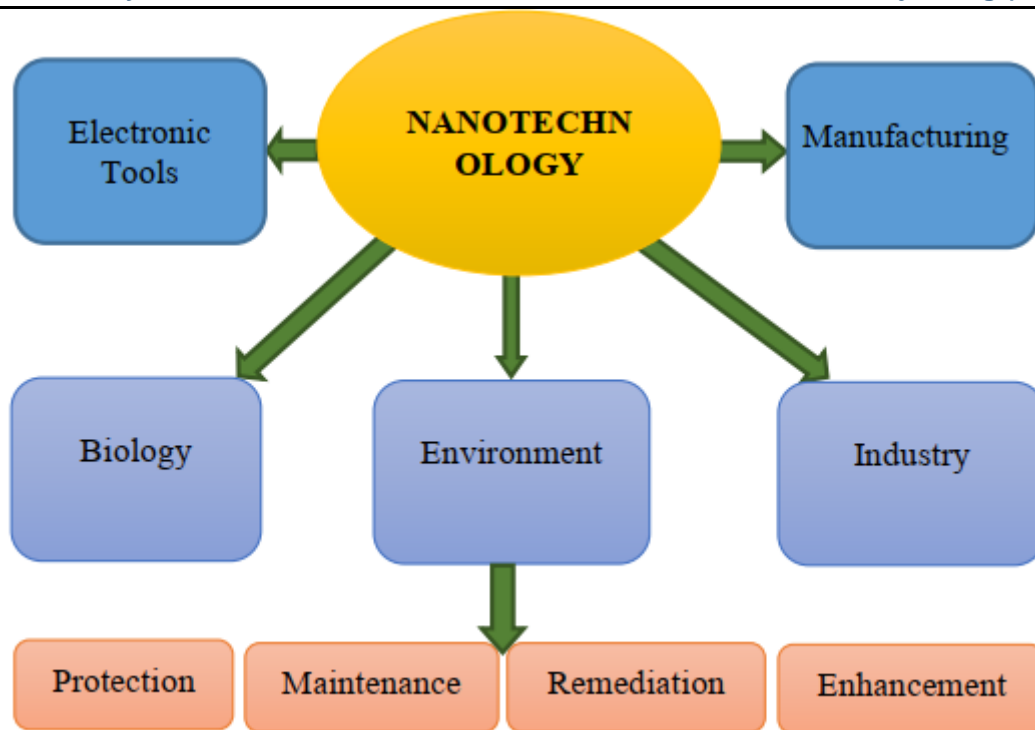 NANOTECHN
OLOGY
Electronic
Tools
Manufacturing
Biology
Environment
Industry
Protection
Maintenance
Remediation
Enhancement